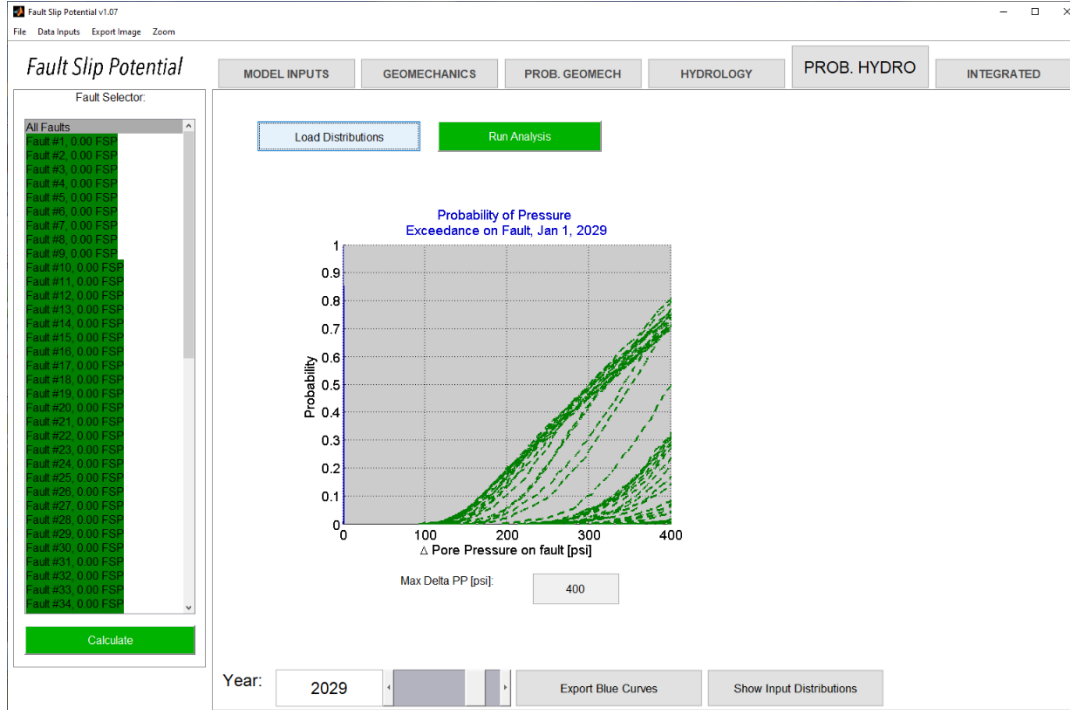 Fault Slip Potential v1.07
File Data Inputs Export Image Zoom
Fault Slip Potential
MODEL INPUTS GEOMECHANICS PROB. GEOMECH HYDROLOGY PROB. HYDRO INTEGRATED
Fault Selector:
All Faults
Fault #1, 0.00 FSP
Fault #2, 0.00 FSP
Fault #3, 0.00 FSP
Fault #4, 0.00 FSP
Fault #5, 0.00 FSP
Fault #6, 0.00 FSP
Fault #7, 0.00 FSP
Fault #8, 0.00 FSP
Fault #9, 0.00 FSP
Fault #10, 0.00 FSP
Fault #11, 0.00 FSP
Fault #12, 0.00 FSP
Fault #13, 0.00 FSP
Fault #14, 0.00 FSP
Fault #15, 0.00 FSP
Fault #16, 0.00 FSP
Fault #17, 0.00 FSP
Fault #18, 0.00 FSP
Fault #19, 0.00 FSP
Fault #20, 0.00 FSP
Fault #21, 0.00 FSP
Fault #22, 0.00 FSP
Fault #23, 0.00 FSP
Fault #24, 0.00 FSP
Fault #25, 0.00 FSP
Fault #26, 0.00 FSP
Fault #27, 0.00 FSP
Fault #28, 0.00 FSP
Fault #29, 0.00 FSP
Fault #30, 0.00 FSP
Fault #31, 0.00 FSP
Fault #32, 0.00 FSP
Fault #33, 0.00 FSP
Fault #34, 0.00 FSP
Calculate
Load Distributions
Run Analysis
Probability of Pressure
Exceedance on Fault, Jan 1, 2029
1
0.9
0.8
0.7
0.6
0.5
0.4
0.3
0.2
0.1
0
Probability
0 100 200 300 400
Δ Pore Pressure on fault [psi]
Max Delta PP [psi]: 400
Year: 2029
Export Blue Curves
Show Input Distributions